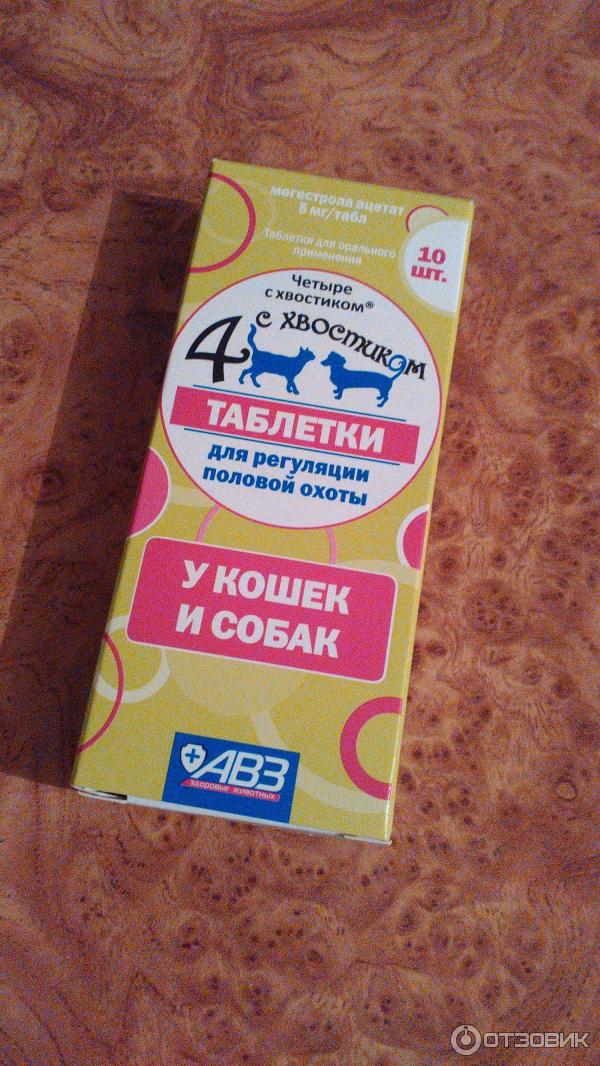 мегестрола ацетат
5 мг/табл
Таблетки для орального
применения
10
шт.
Четыре
с хвостиком®
4 с хвостиком
ТАБЛЕТКИ
для регуляции
половой охоты
У КОШЕК
И СОБАК
АВЗ
здоровье животных
ОТЗОВИК